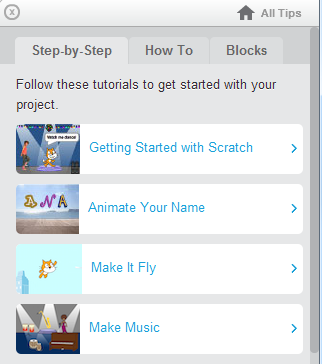 All Tips
Step-by-Step
How To
Blocks
Follow these tutorials to get started with your
project.
Watch me dance!
Getting Started with Scratch
ANA
Animate Your Name
Make It Fly
Make Music